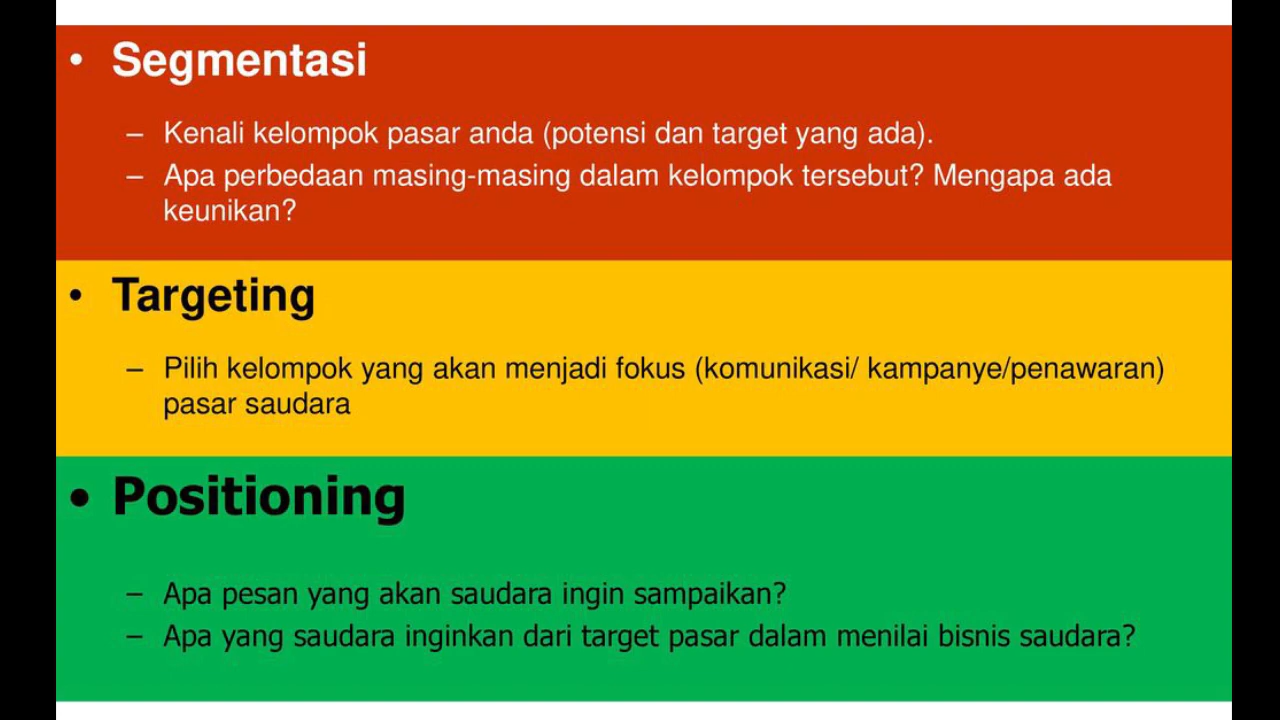 • Segmentasi
– Kenali kelompok pasar anda (potensi dan target yang ada).
– Apa perbedaan masing-masing dalam kelompok tersebut? Mengapa ada
keunikan?
• Targeting
– Pilih kelompok yang akan menjadi fokus (komunikasi/ kampanye/penawaran)
pasar saudara
• Positioning
– Apa pesan yang akan saudara ingin sampaikan?
– Apa yang saudara inginkan dari target pasar dalam menilai bisnis saudara?